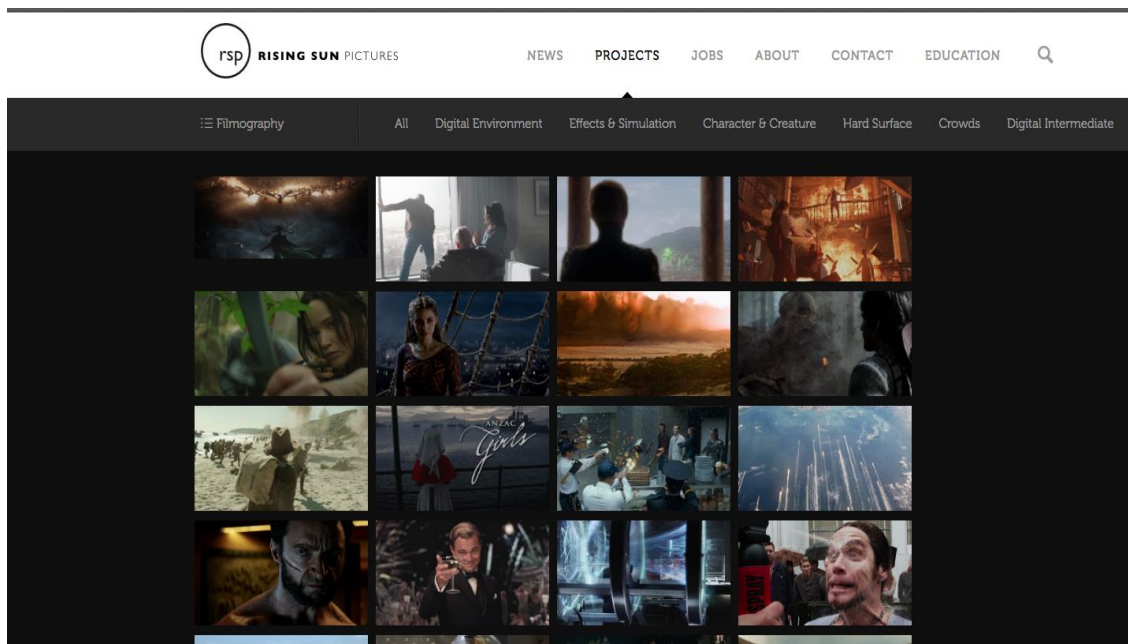 rsp RISING SUN PICTURES
NEWS PROJECTS JOBS ABOUT CONTACT EDUCATION
Filmography All Digital Environment Effects & Simulation Character & Creature Hard Surface Crowds Digital Intermediate
ANZAC
Girls
SPRAY